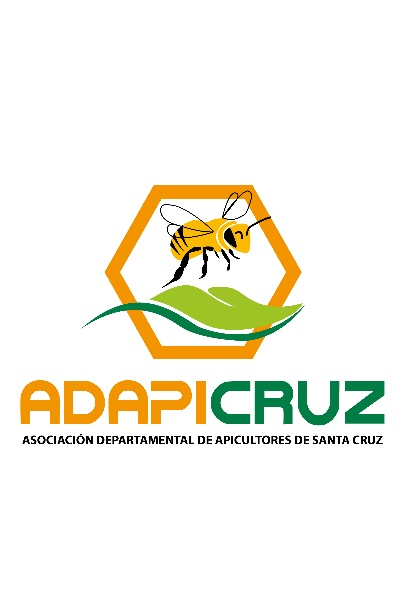 ADAPICRUZ
ASOCIACIÓN DEPARTAMENTAL DE APICULTORES DE SANTA CRUZ